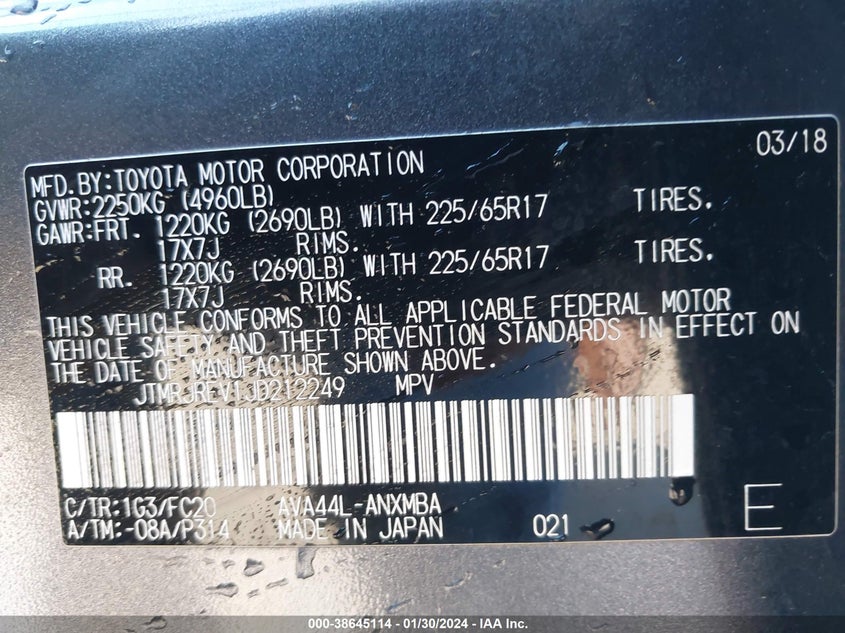 03/18
MFD.BY:TOYOTA MOTOR CORPORATION
GVWR:2250KG (4960LB)
GAWR:FRT. 1220KG (2690LB) WITH 225/65R17 TIRES.
17X7J RIMS.
RR. 1220KG (2690LB) WITH 225/65R17 TIRES.
17X7J RIMS.
THIS VEHICLE CONFORMS TO ALL APPLICABLE FEDERAL MOTOR
VEHICLE SAFETY AND THEFT PREVENTION STANDARDS IN EFFECT ON
THE DATE OF MANUFACTURE SHOWN ABOVE.
JTMRJREV1JD212249 MPV
C/TR:1G3/FC20 AVA44L-ANXMBA
A/TM:-08A/P314 MADE IN JAPAN 021 E
000-38645114 - 01/30/2024 - IAA Inc.